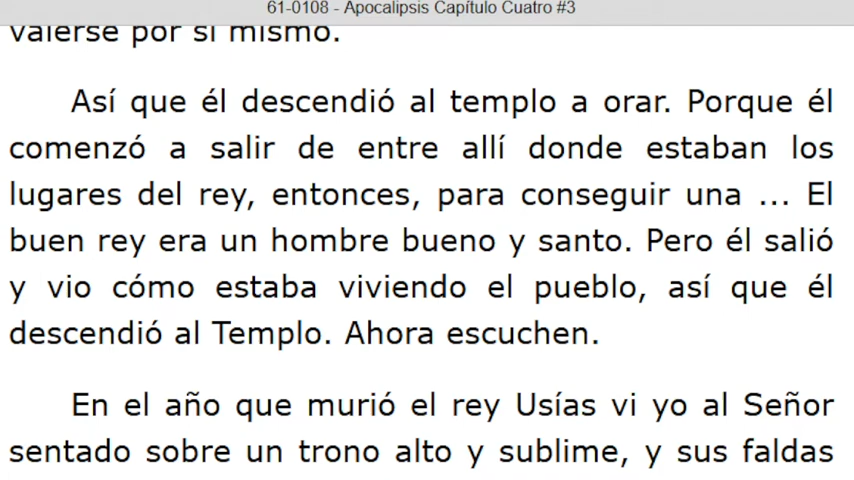 61-0108 - Apocalipsis Capítulo Cuatro #3
valerse por sí mismo.
Así que él descendió al templo a orar. Porque él
comenzó a salir de entre allí donde estaban los
lugares del rey, entonces, para conseguir una ... El
buen rey era un hombre bueno y santo. Pero él salió
y vio cómo estaba viviendo el pueblo, así que él
descendió al Templo. Ahora escuchen.
En el año que murió el rey Usías vi yo al Señor
sentado sobre un trono alto y sublime, y sus faldas